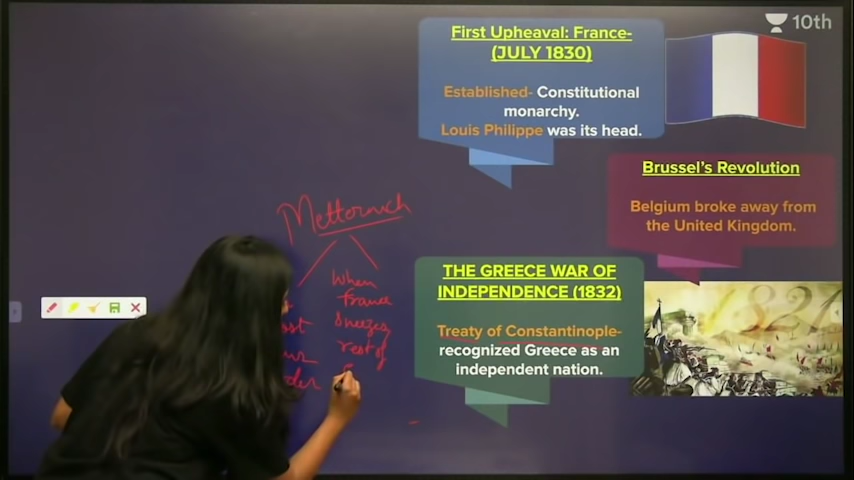 10th
First Upheaval: France-
(JULY 1830)
Established- Constitutional
monarchy.
Louis Philippe was its head.
Brussel's Revolution
Belgium broke away from
the United Kingdom.
THE GREECE WAR OF
INDEPENDENCE (1832)
Treaty of Constantinople-
recognized Greece as an
independent nation.
1821
Metternich
When
France
Sneezes,
rest of